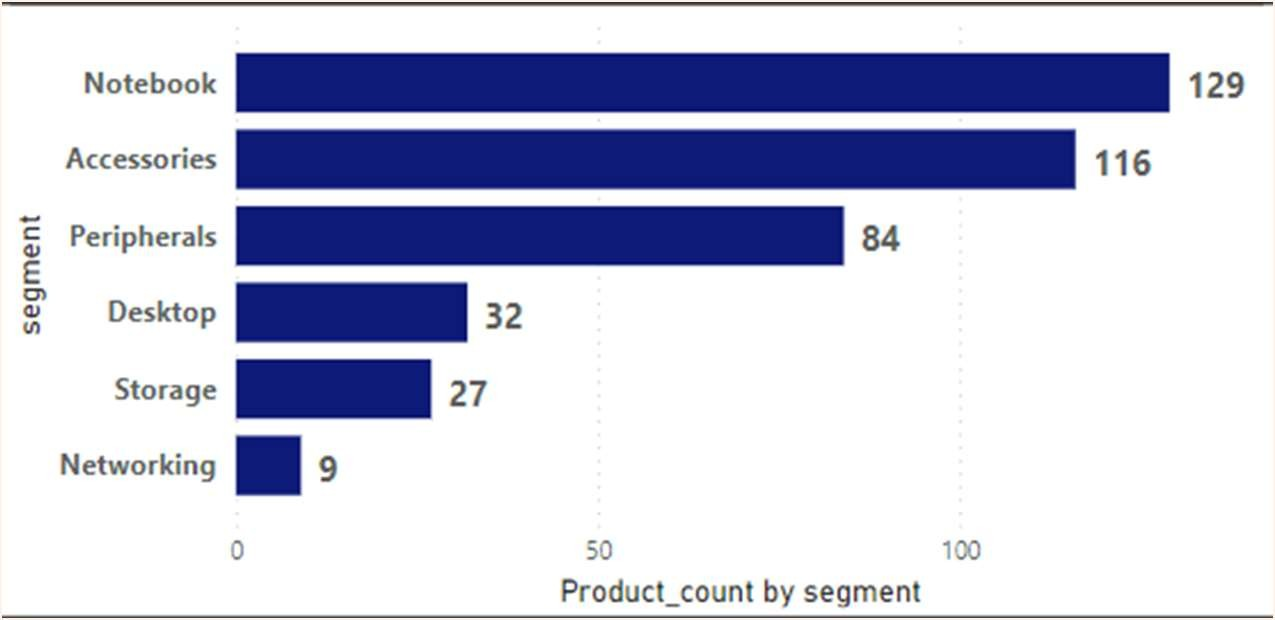 Notebook 129
Accessories 116
Peripherals 84
Desktop 32
Storage 27
Networking 9
segment
0 50 100
Product_count by segment